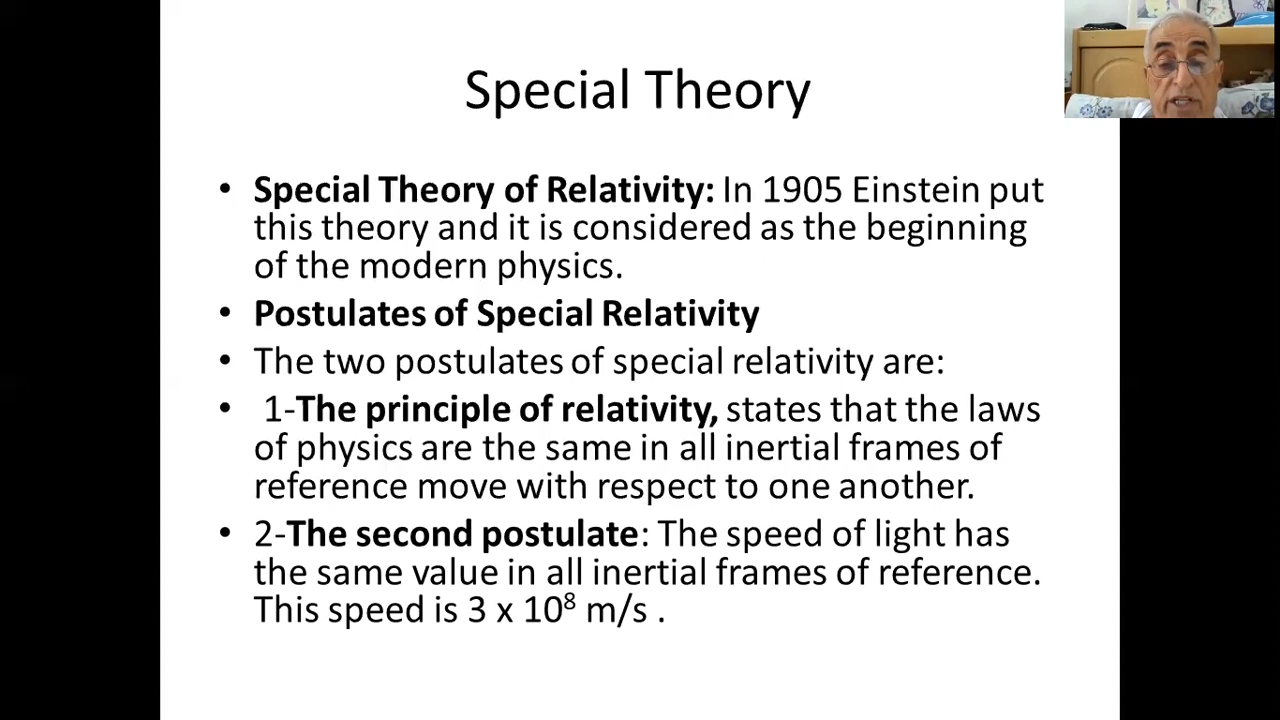 Special Theory
• Special Theory of Relativity: In 1905 Einstein put
this theory and it is considered as the beginning
of the modern physics.
• Postulates of Special Relativity
• The two postulates of special relativity are:
• 1-The principle of relativity, states that the laws
of physics are the same in all inertial frames of
reference move with respect to one another.
• 2-The second postulate: The speed of light has
the same value in all inertial frames of reference.
This speed is 3 x 10⁸ m/s .